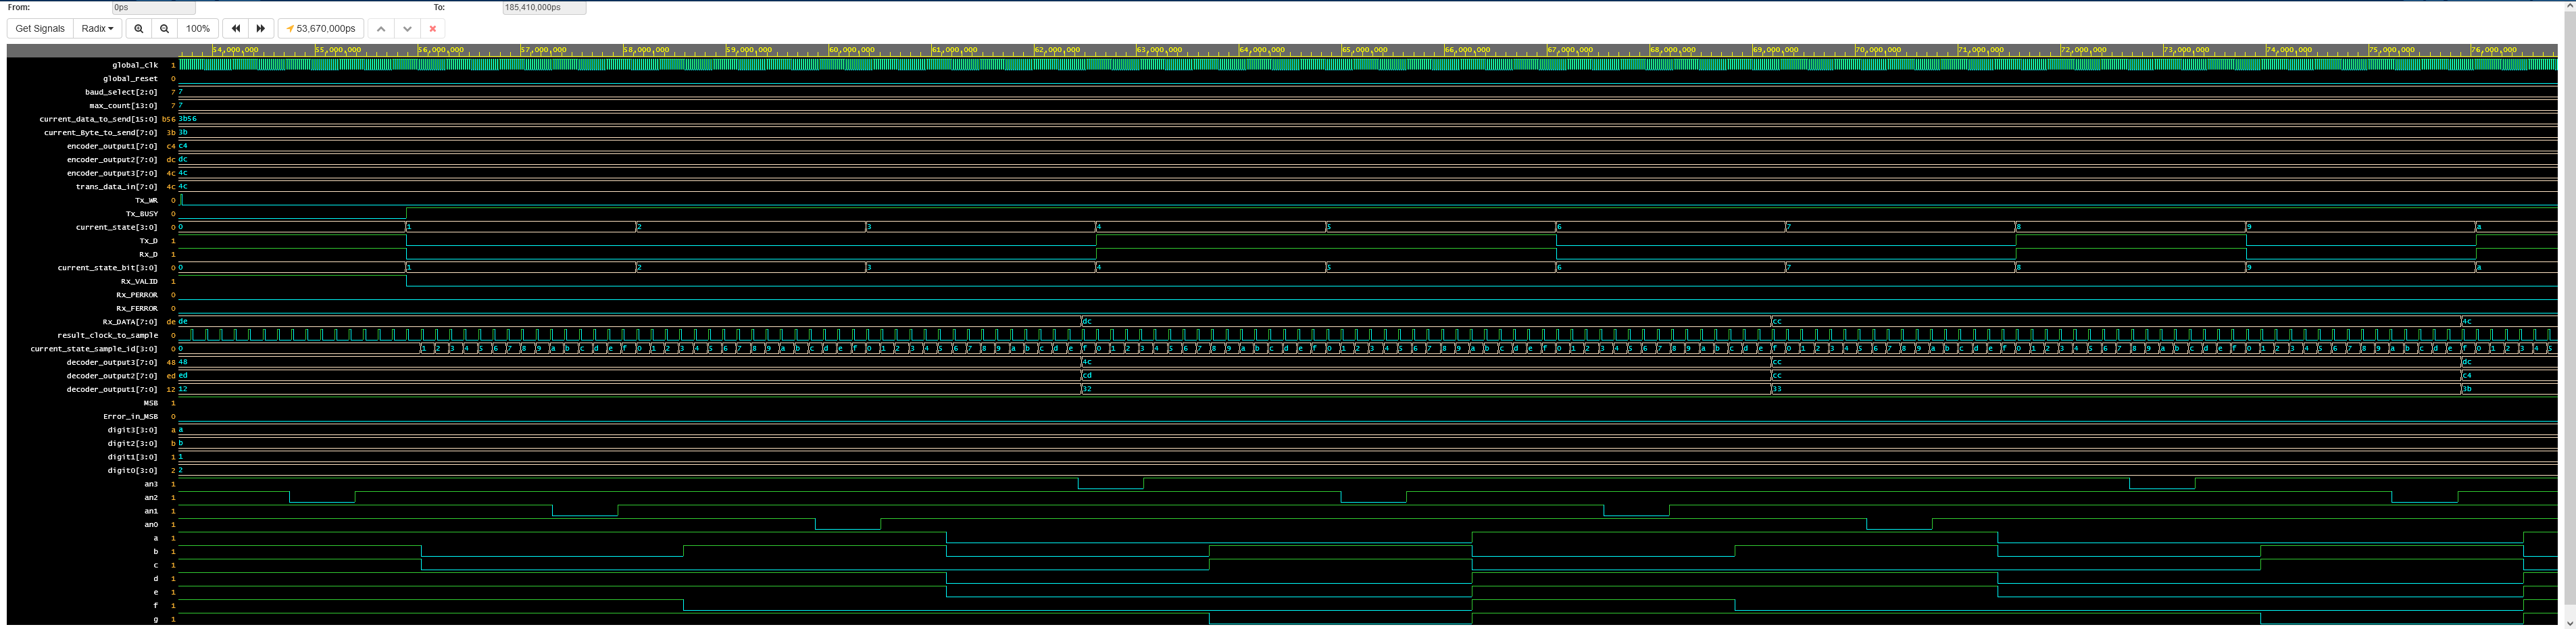 From: 0ps To: 185,410,000ps
Get Signals Radix 100% 53,670,000ps
54,000,000 55,000,000 56,000,000 57,000,000 58,000,000 59,000,000 60,000,000 61,000,000 62,000,000 63,000,000 64,000,000 65,000,000 66,000,000 67,000,000 68,000,000 69,000,000 70,000,000 71,000,000 72,000,000 73,000,000 74,000,000 75,000,000 76,000,000
global_clk 1
global_reset 0
baud_select[2:0] 7 7
max_count[13:0] 7 7
current_data_to_send[15:0] b56 3b56
current_Byte_to_send[7:0] 3b 3b
encoder_output1[7:0] c4 c4
encoder_output2[7:0] dc dc
encoder_output3[7:0] 4c 4c
trans_data_in[7:0] 4c 4c
Tx_WR 0
Tx_BUSY 0
current_state[3:0] 0 0 1 2 3 4 5 6 7 8 9 a
Tx_D 1
Rx_D 1
current_state_bit[3:0] 0 0 1 2 3 4 5 6 7 8 9 a
Rx_VALID 1
Rx_PERROR 0
Rx_FERROR 0
Rx_DATA[7:0] de de dc cc 4c
result_clock_to_sample 0
current_state_sample_id[3:0] 0 0 1 2 3 4 5 6 7 8 9 a b c d e f 0 1 2 3 4 5 6 7 8 9 a b c d e f 0 1 2 3 4 5 6 7 8 9 a b c d e f 0 1 2 3 4 5 6 7 8 9 a b c d e f 0 1 2 3 4 5 6 7 8 9 a b c d e f 0 1 2 3 4 5 6 7 8 9 a b c d e f 0 1 2 3 4 5 6 7 8 9 a b c d e f 0 1 2 3 4 5 6 7 8 9 a b c d e f 0 1 2 3 4 5 6 7 8 9 a b c d e f 0 1 2 3 4 5
decoder_output3[7:0] 48 48 4c cc dc
decoder_output2[7:0] ed ed cd cc c4
decoder_output1[7:0] 12 12 32 33 3b
MSB 1
Error_in_MSB 0
digit3[3:0] a a
digit2[3:0] b b
digit1[3:0] 1 1
digit0[3:0] 2 2
an3 1
an2 1
an1 1
an0 1
a 1
b 1
c 1
d 1
e 1
f 1
g 1